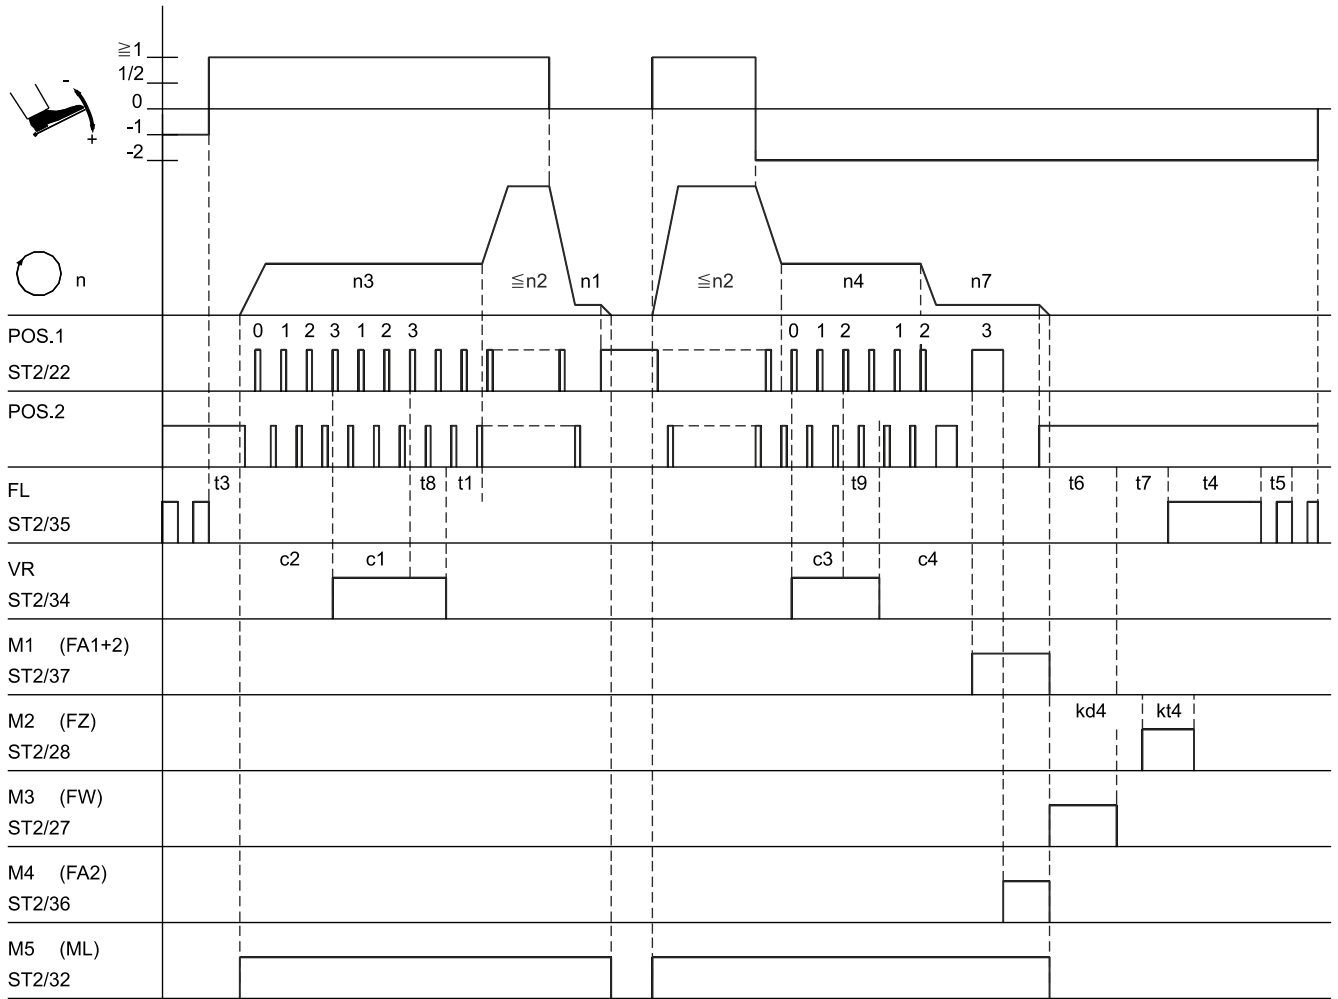 ≧1
1/2
0
-1
-2
-
+
n
n3
≦n2
n1
≦n2
n4
n7
POS.1
0 1 2 3 1 2 3
0 1 2 1 2 3
ST2/22
POS.2
FL
t3
t8
t1
t9
t6
t7
t4
t5
ST2/35
VR
c2
c1
c3
c4
ST2/34
M1 (FA1+2)
ST2/37
M2 (FZ)
kd4
kt4
ST2/28
M3 (FW)
ST2/27
M4 (FA2)
ST2/36
M5 (ML)
ST2/32